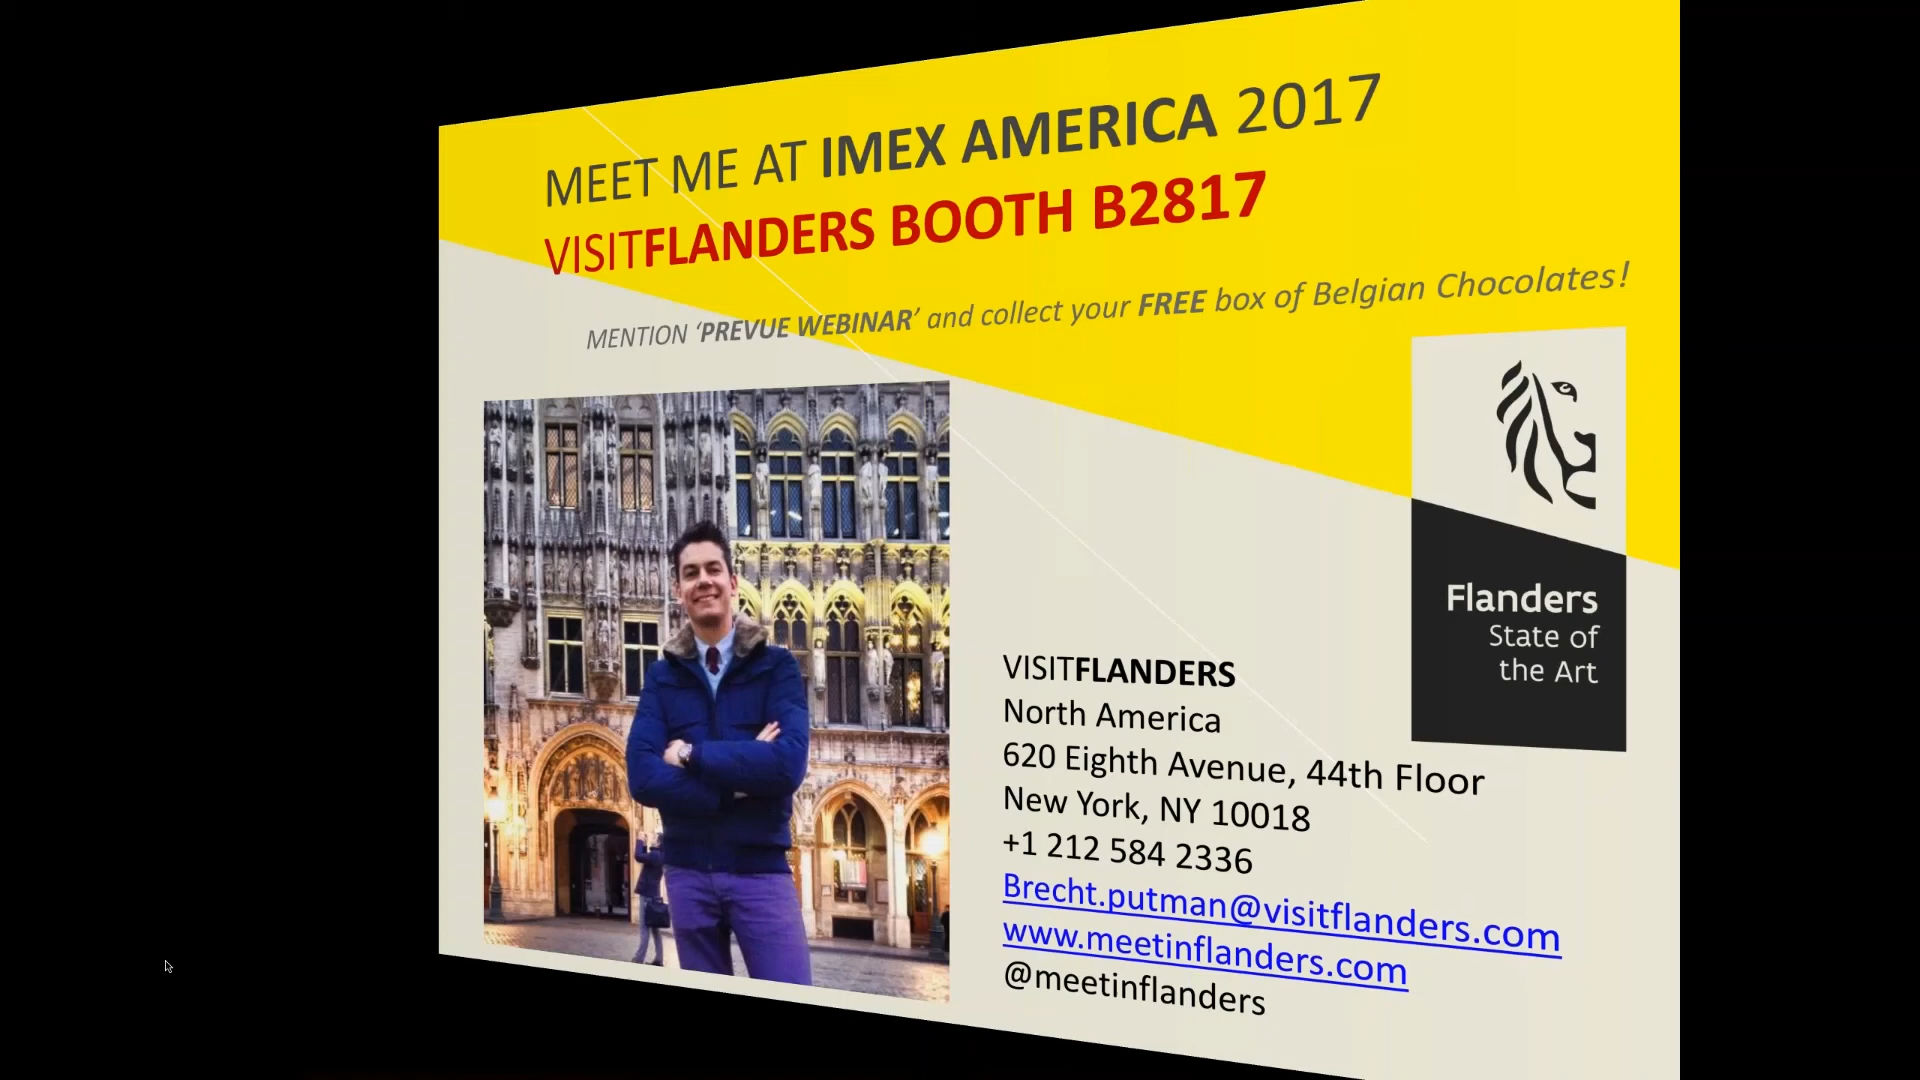 MEET ME AT IMEX AMERICA 2017
VISITFLANDERS BOOTH B2817
MENTION ‘PREVUE WEBINAR’ and collect your FREE box of Belgian Chocolates!
Flanders
State of
the Art
VISITFLANDERS
North America
620 Eighth Avenue, 44th Floor
New York, NY 10018
+1 212 584 2336
Brecht.putman@visitflanders.com
www.meetinflanders.com
@meetinflanders